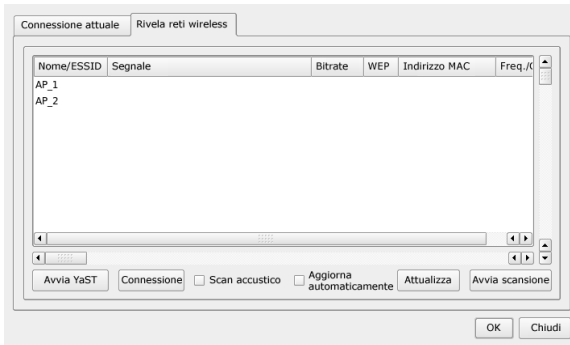 Connessione attuale Rivela reti wireless
Nome/ESSID Segnale Bitrate WEP Indirizzo MAC Freq./
AP_1
AP_2
Avvia YaST Connessione Scan accustico Aggiorna automaticamente Attualizza Avvia scansione
OK Chiudi